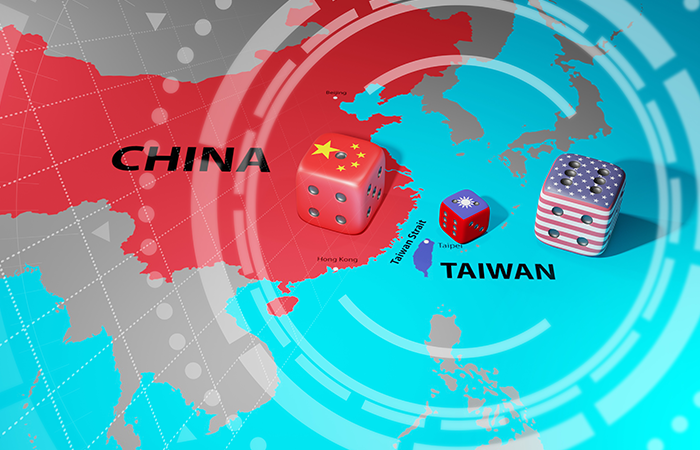 Beijing
CHINA
Taiwan Strait
Taipei
Hong Kong
TAIWAN